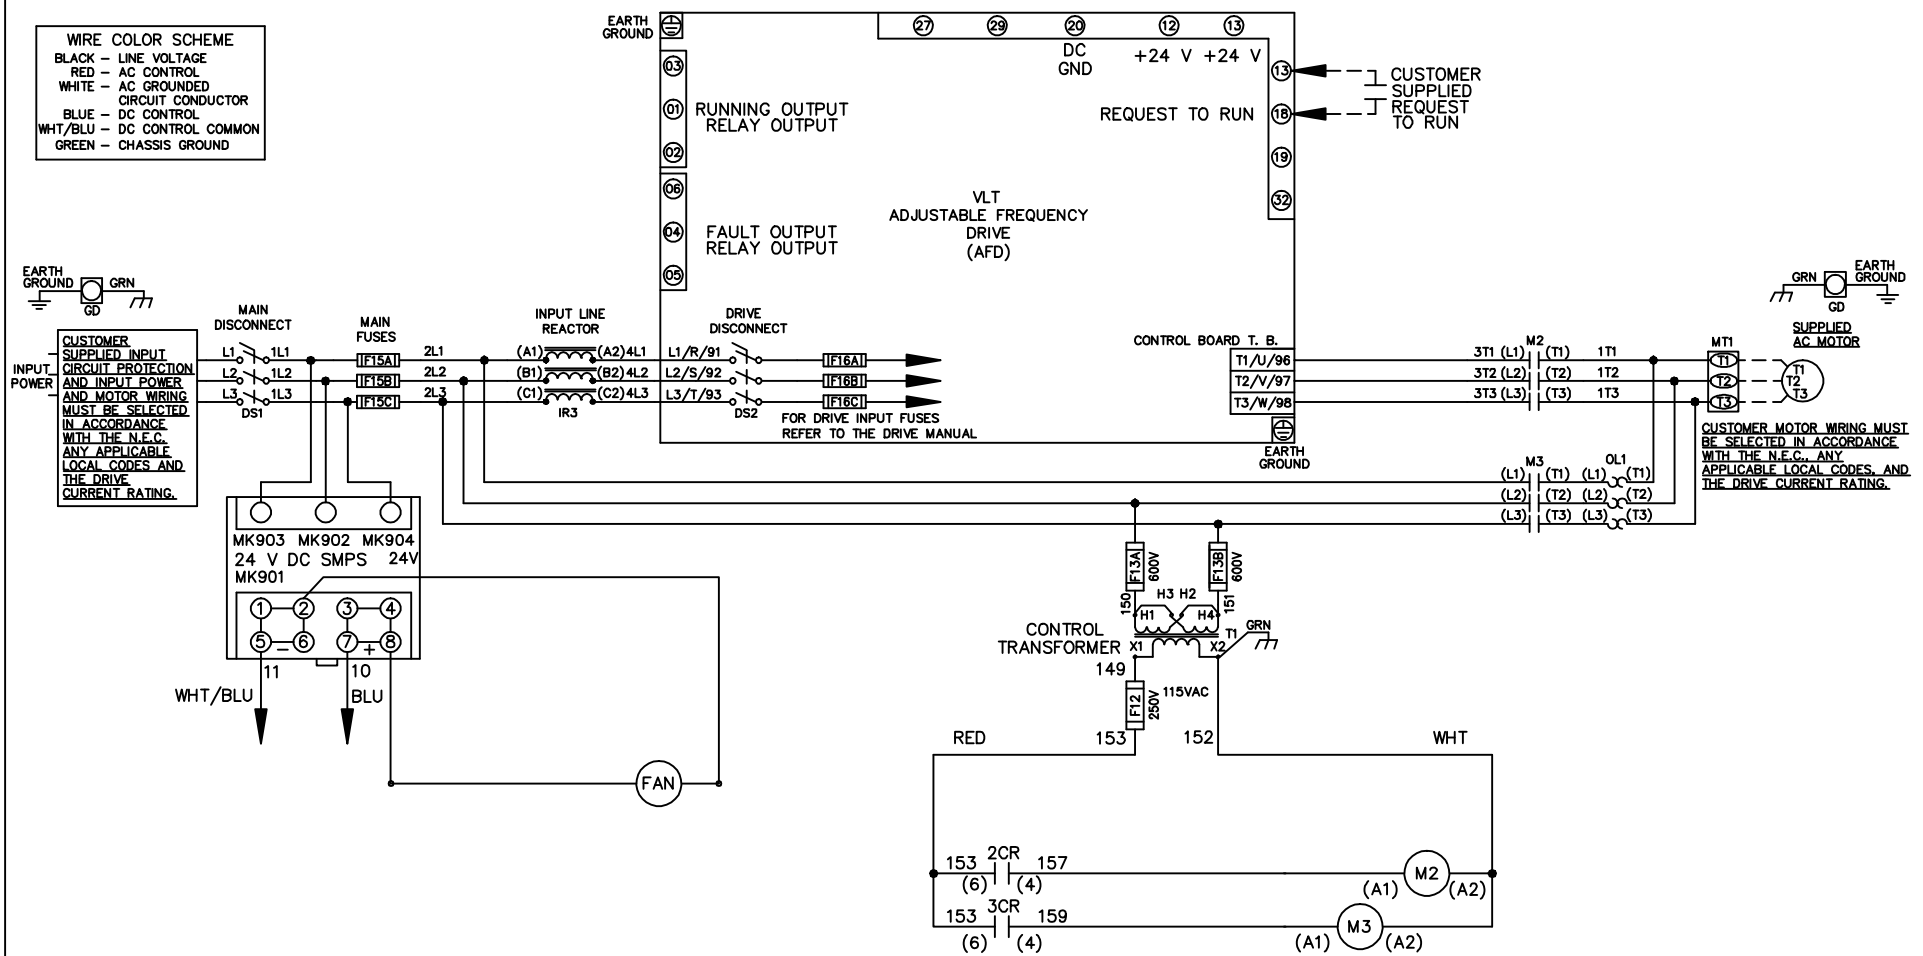 WIRE COLOR SCHEME
BLACK – LINE VOLTAGE
RED – AC CONTROL
WHITE – AC GROUNDED
CIRCUIT CONDUCTOR
BLUE – DC CONTROL
WHT/BLU – DC CONTROL COMMON
GREEN – CHASSIS GROUND
EARTH
GROUND
27 29 20 12 13
DC
GND
+24 V +24 V
03
01
02
RUNNING OUTPUT
RELAY OUTPUT
06
04
05
FAULT OUTPUT
RELAY OUTPUT
VLT
ADJUSTABLE FREQUENCY
DRIVE
(AFD)
REQUEST TO RUN
13
18
19
32
CUSTOMER
SUPPLIED
REQUEST
TO RUN
EARTH
GROUND
GRN
GD
INPUT
POWER
CUSTOMER
SUPPLIED INPUT
CIRCUIT PROTECTION
AND INPUT POWER
AND MOTOR WIRING
MUST BE SELECTED
IN ACCORDANCE
WITH THE N.E.C.
ANY APPLICABLE
LOCAL CODES AND
THE DRIVE
CURRENT RATING.
MAIN
DISCONNECT
L1 1L1
L2 1L2
L3 1L3
DS1
MAIN
FUSES
F15A
F15B
F15C
2L1
2L2
2L3
INPUT LINE
REACTOR
(A1) (A2) 4L1
(B1) (B2) 4L2
(C1) (C2) 4L3
IR3
L1/R/91
L2/S/92
L3/T/93
DRIVE
DISCONNECT
DS2
F16A
F16B
F16C
FOR DRIVE INPUT FUSES
REFER TO THE DRIVE MANUAL
CONTROL BOARD T. B.
T1/U/96
T2/V/97
T3/W/98
EARTH
GROUND
M2
3T1 (L1) (T1) 1T1
3T2 (L2) (T2) 1T2
3T3 (L3) (T3) 1T3
MT1
T1
T2
T3
GRN
GD
EARTH
GROUND
SUPPLIED
AC MOTOR
T1
T2
T3
CUSTOMER MOTOR WIRING MUST
BE SELECTED IN ACCORDANCE
WITH THE N.E.C., ANY
APPLICABLE LOCAL CODES, AND
THE DRIVE CURRENT RATING.
M3 OL1
(L1) (T1) (L1) (T1)
(L2) (T2) (L2) (T2)
(L3) (T3) (L3) (T3)
MK903 MK902 MK904
24 V DC SMPS 24V
MK901
1 2 3 4
5 – 6 7 + 8
11
10
WHT/BLU
BLU
FAN
F13A
600V
F13B
600V
150
151
H3 H2
H1 H4
CONTROL
TRANSFORMER
X1 X2
T1
GRN
149
F12
250V
115VAC
153
152
RED
WHT
153 2CR 157
(6) (4)
(A1) M2 (A2)
153 3CR 159
(6) (4)
(A1) M3 (A2)